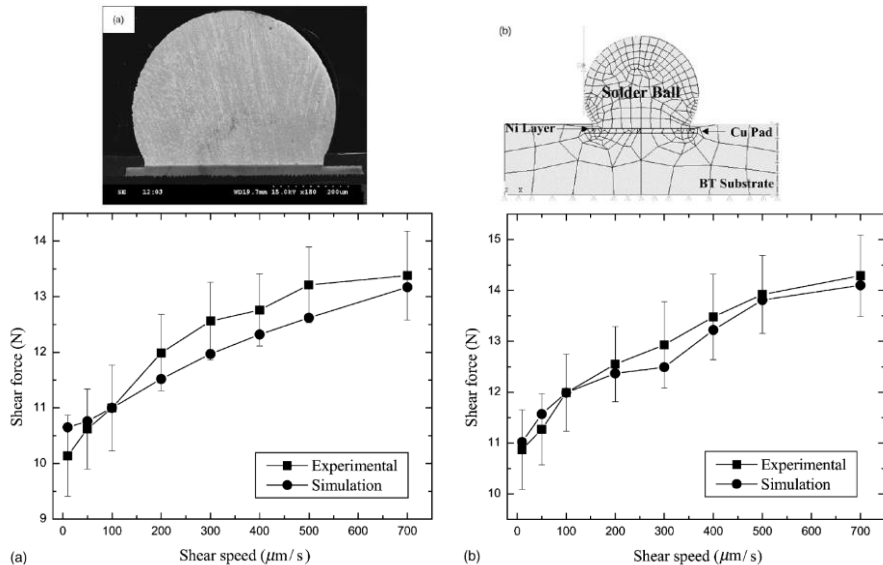 (a)
SE 12:03 WD19.7mm 15.0kV x180 200um
(b)
Solder Ball
Ni Layer
Cu Pad
BT Substrate
Z X
14
13
12
11
10
9
Shear force (N)
Experimental
Simulation
0 100 200 300 400 500 600 700
Shear speed (μm/s)
(a)
15
14
13
12
11
10
Shear force (N)
Experimental
Simulation
0 100 200 300 400 500 600 700
Shear speed (μm/s)
(b)